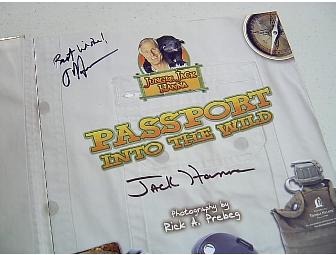 Best Wishes!
JUNGLE JACK
HANNA
PASSPORT
INTO THE WILD
Jack Hanna
Photography by
Rick A. Prebeg